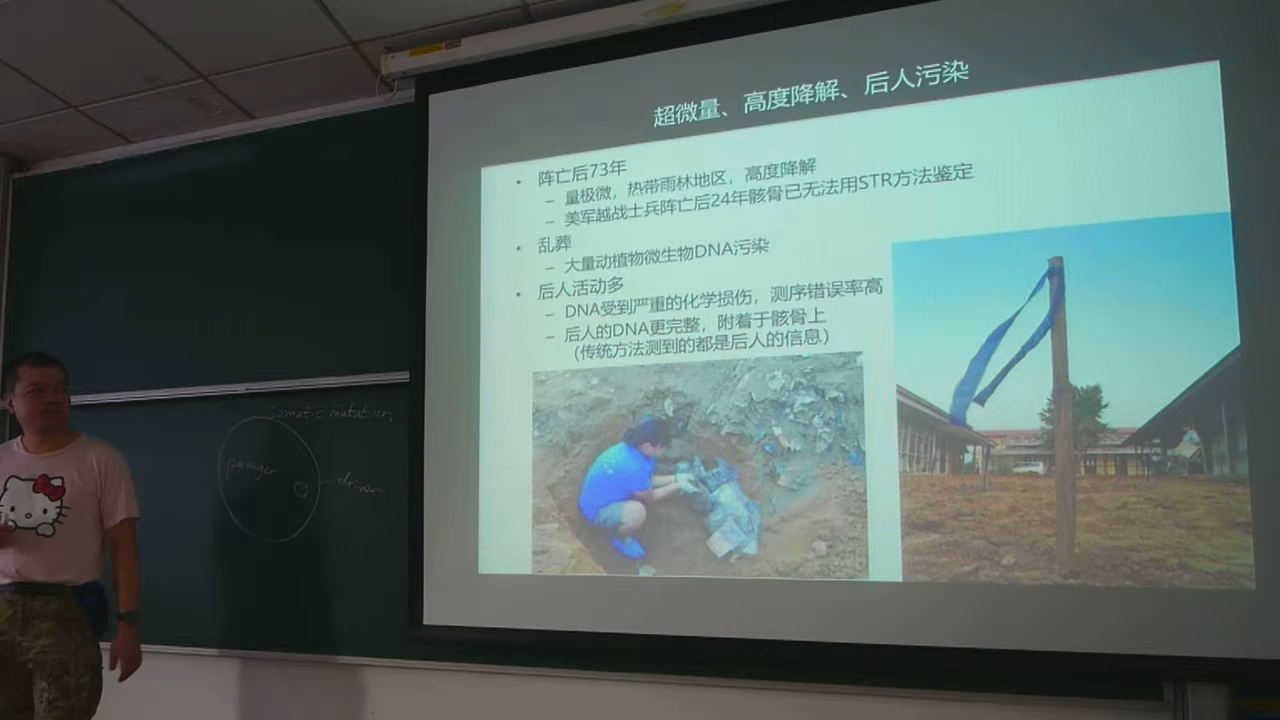 超微量、高度降解、后人污染
• 阵亡后73年
– 量极微，热带雨林地区，高度降解
– 美军越战士兵阵亡后24年骸骨已无法用STR方法鉴定
• 乱葬
– 大量动植物微生物DNA污染
• 后人活动多
– DNA受到严重的化学损伤，测序错误率高
– 后人的DNA更完整，附着于骸骨上
（传统方法测到的都是后人的信息）
somatic mutation
driver